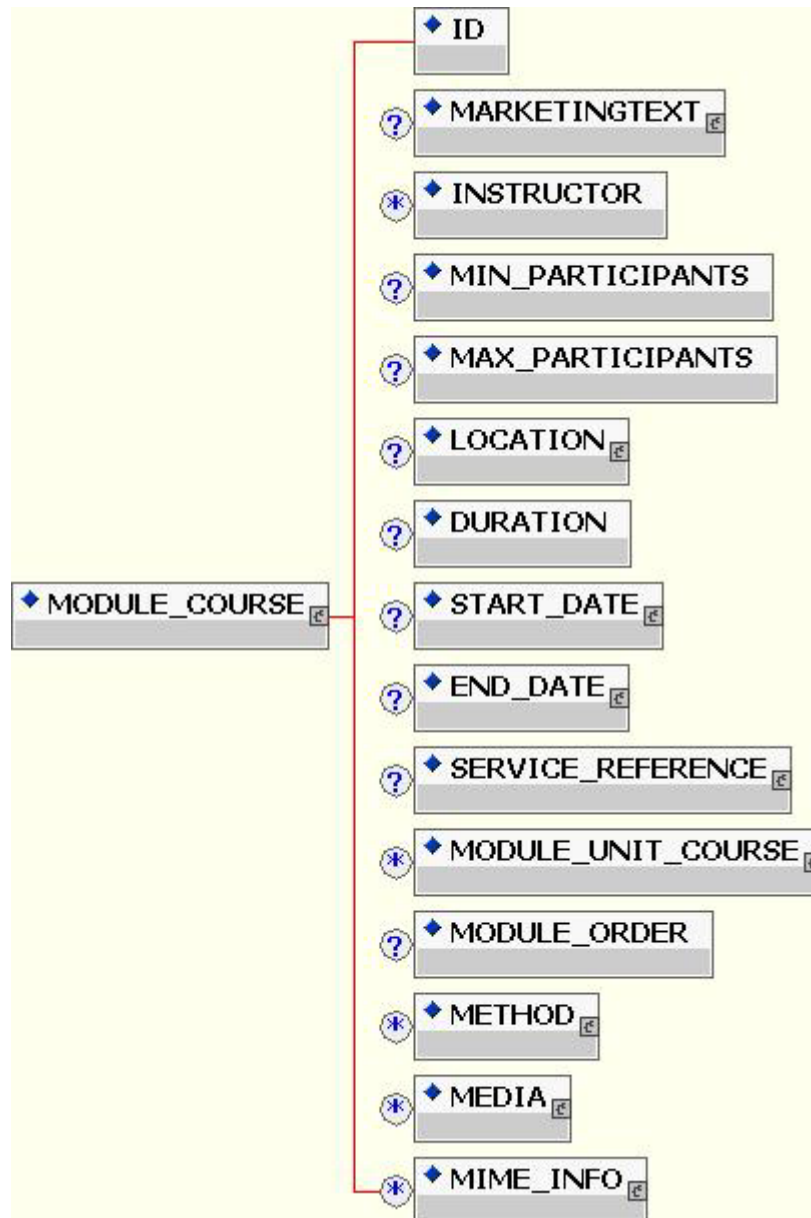 ID
? MARKETINGTEXT
* INSTRUCTOR
? MIN_PARTICIPANTS
? MAX_PARTICIPANTS
? LOCATION
? DURATION
MODULE_COURSE
? START_DATE
? END_DATE
? SERVICE_REFERENCE
* MODULE_UNIT_COURSE
? MODULE_ORDER
* METHOD
* MEDIA
* MIME_INFO